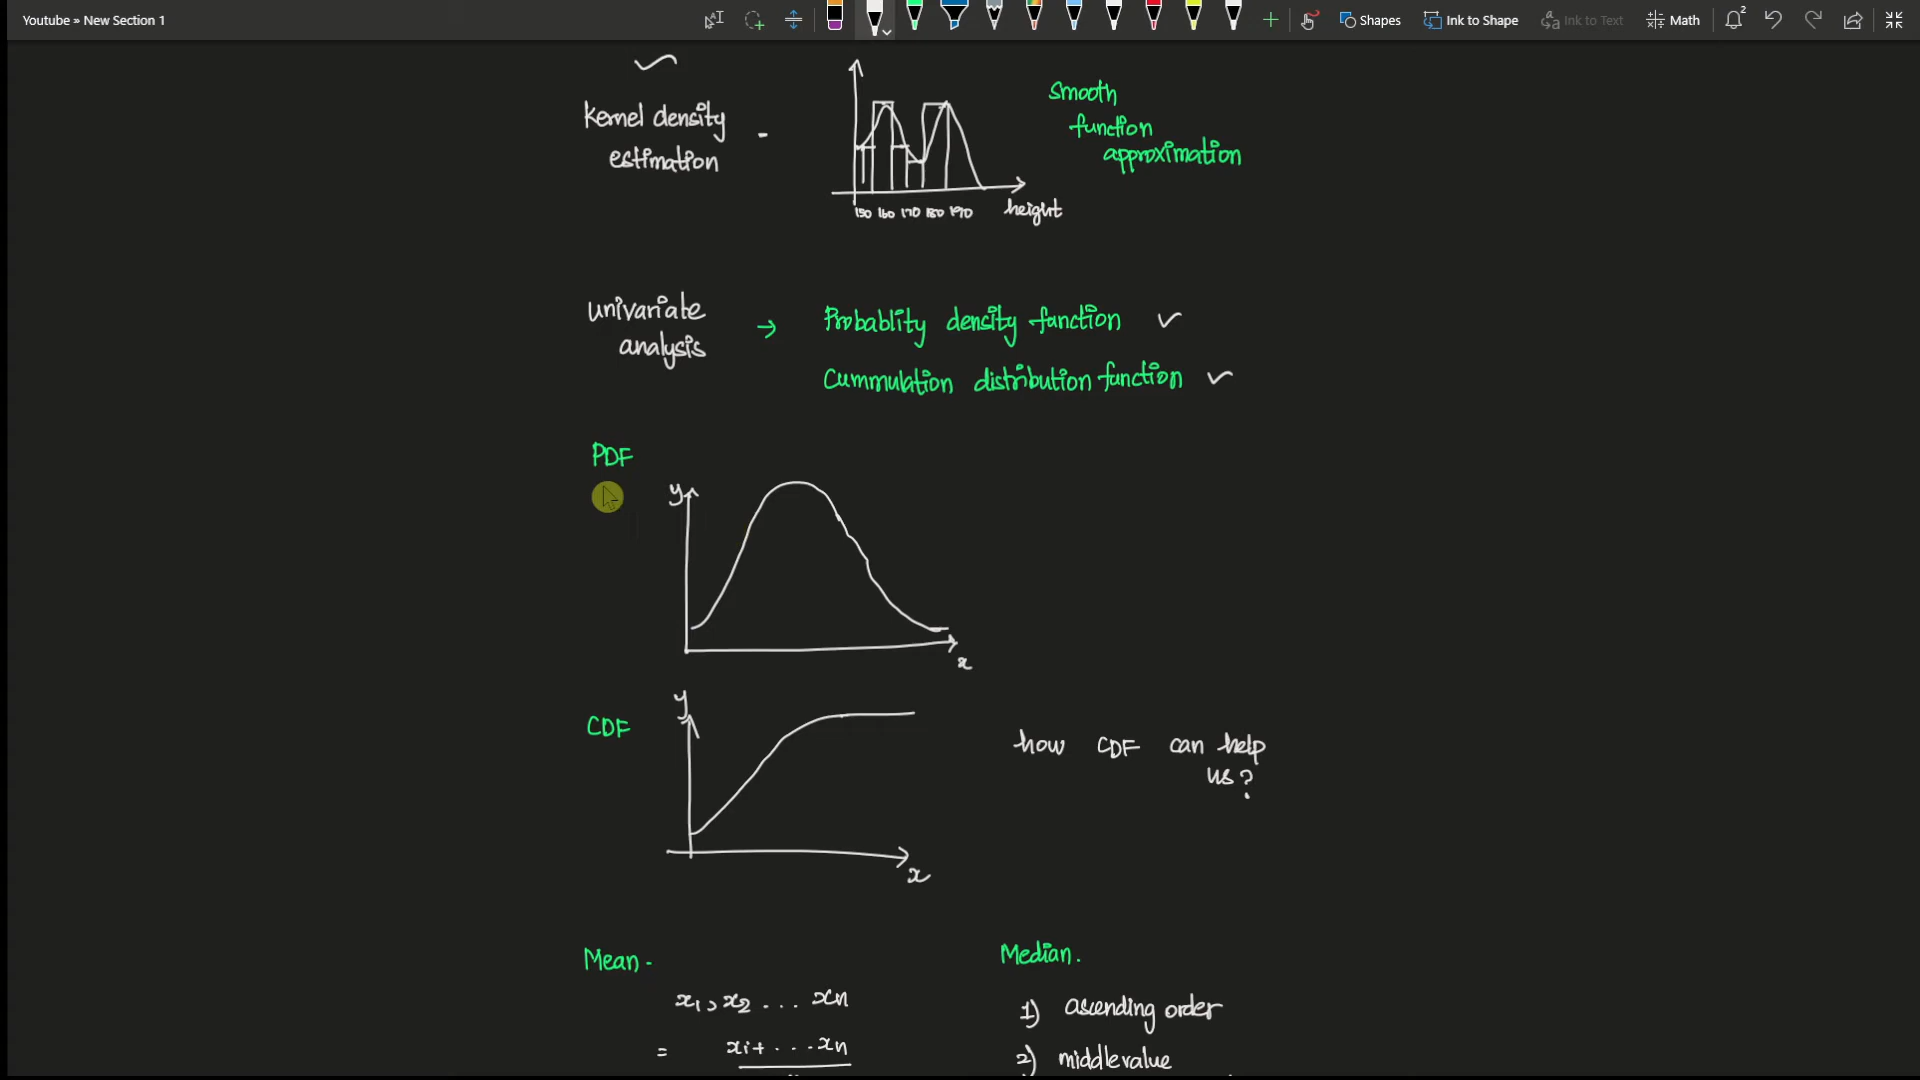 Youtube » New Section 1
Shapes
Ink to Shape
Ink to Text
Math
2
kernel density
estimation -
150 160 170 180 190
height
smooth
function
approximation
univariate
analysis
→ Probablity density function ✓
Cummulation distribution function ✓
PDF
y
x
CDF
y
x
how CDF can help
us?
Mean -
x1, x2 ... xn
= x1+ ... xn
Median.
1) ascending order
2) middle value